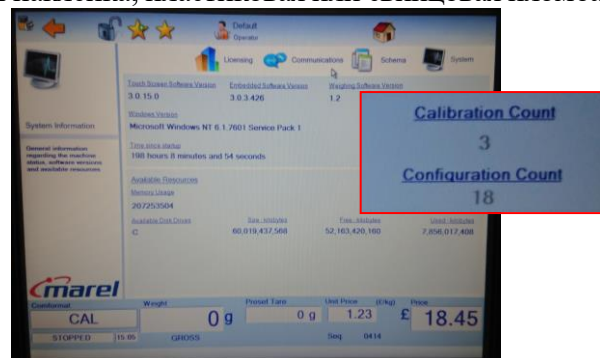 Default
Operator
Licensing
Communications
Schema
System
Touch Screen Software Version
Embedded Software Version
Weighing Software Version
3.0.15.0
3.0.3.426
1.2
Windows Version
Microsoft Windows NT 6.1.7601 Service Pack 1
Time since startup
188 hours 8 minutes and 54 seconds
System Information
General information
regarding the machine
status, software versions
and available resources
Available Resources
Memory Usage
207253504
Available Disk Drives
Size - kilobytes
Free - kilobytes
Used - kilobytes
C
60,019,437,568
52,163,420,160
7,856,017,408
Calibration Count
3
Configuration Count
18
marel
Weight
Preset Tare
Unit Price
(£/kg)
Price
CAL
0 g
0 g
1.23
£ 18.45
STOPPED
15:05
GROSS
Seq
0414